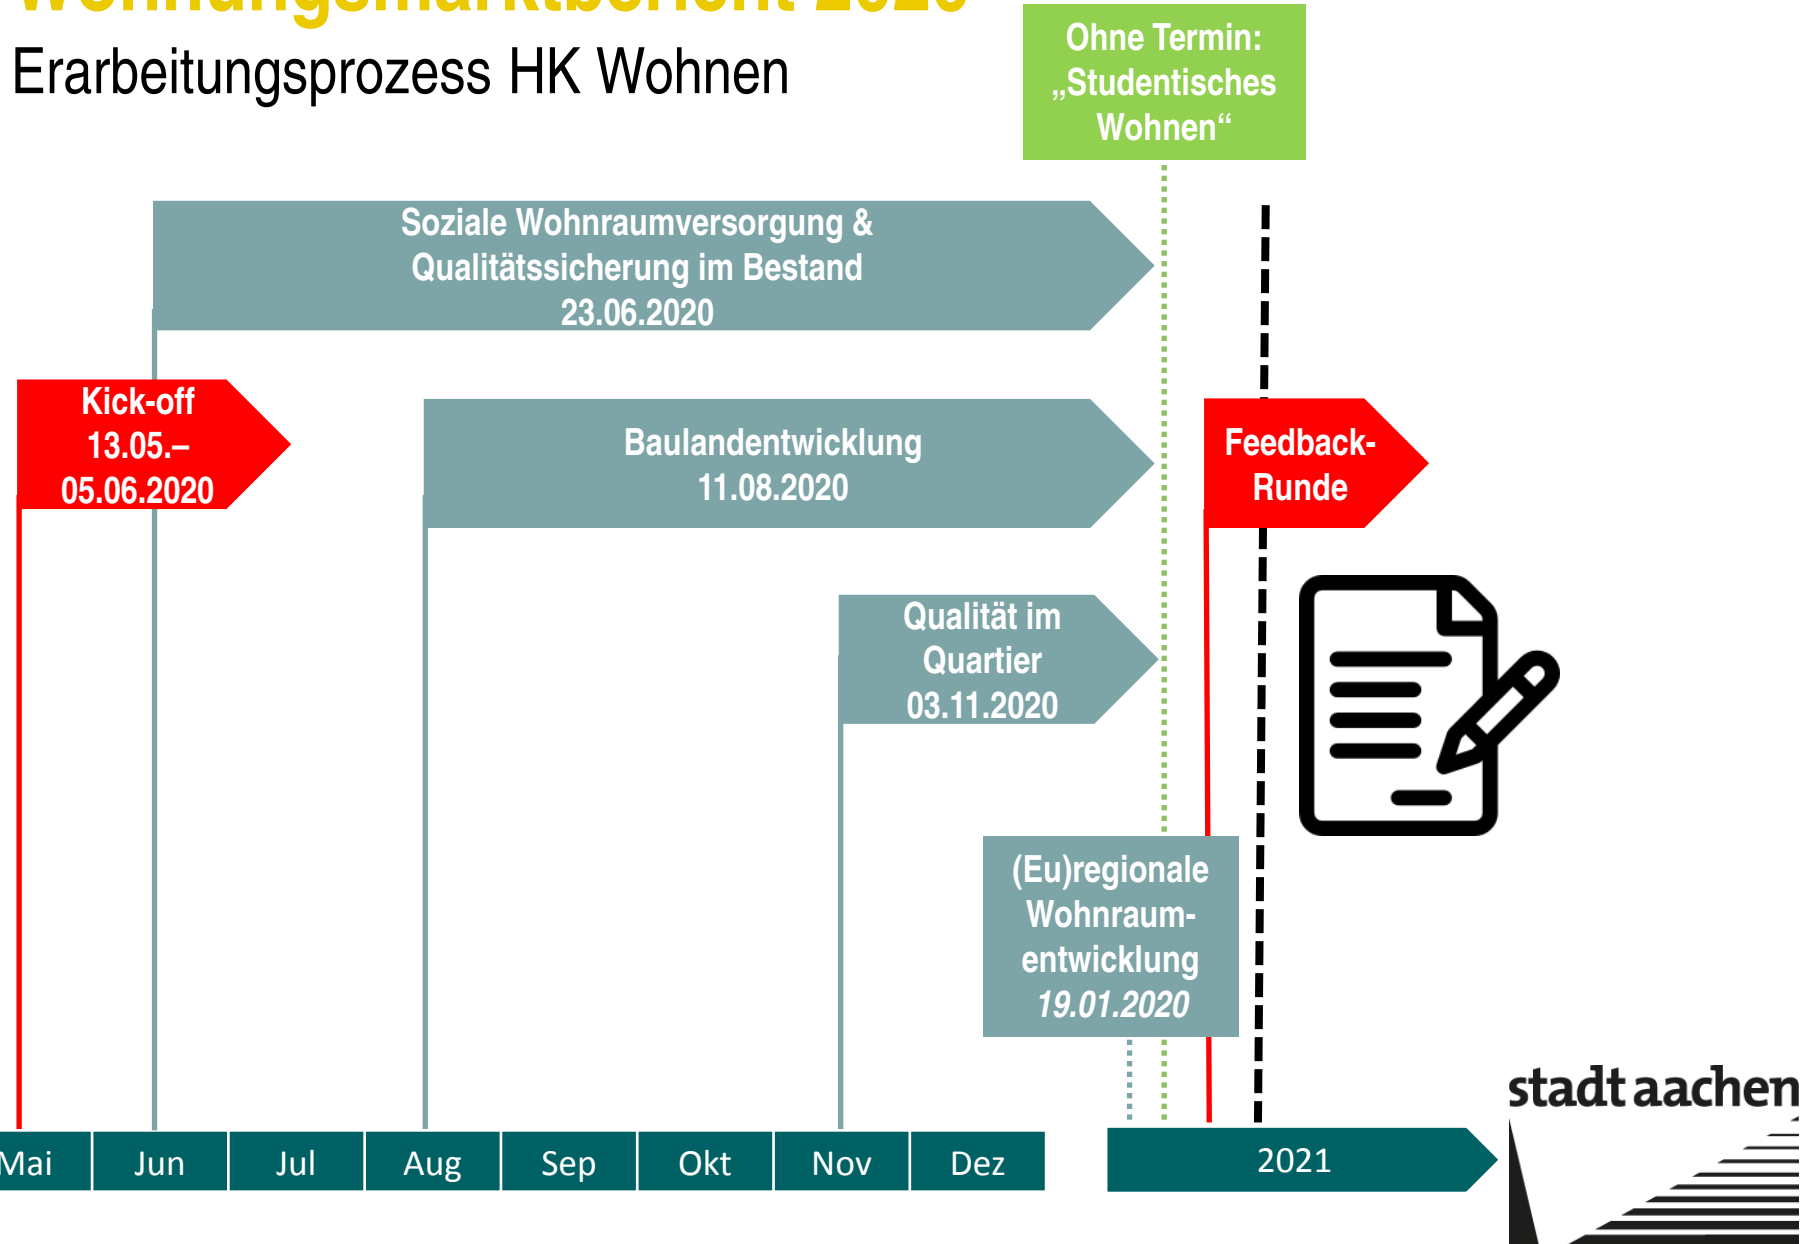 Wohnungsmarktbericht 2020
Erarbeitungsprozess HK Wohnen
Ohne Termin:
„Studentisches
Wohnen“
Soziale Wohnraumversorgung &
Qualitätssicherung im Bestand
23.06.2020
Kick-off
13.05.–
05.06.2020
Baulandentwicklung
11.08.2020
Feedback-
Runde
Qualität im
Quartier
03.11.2020
(Eu)regionale
Wohnraum-
entwicklung
19.01.2020
Mai
Jun
Jul
Aug
Sep
Okt
Nov
Dez
2021
stadt aachen